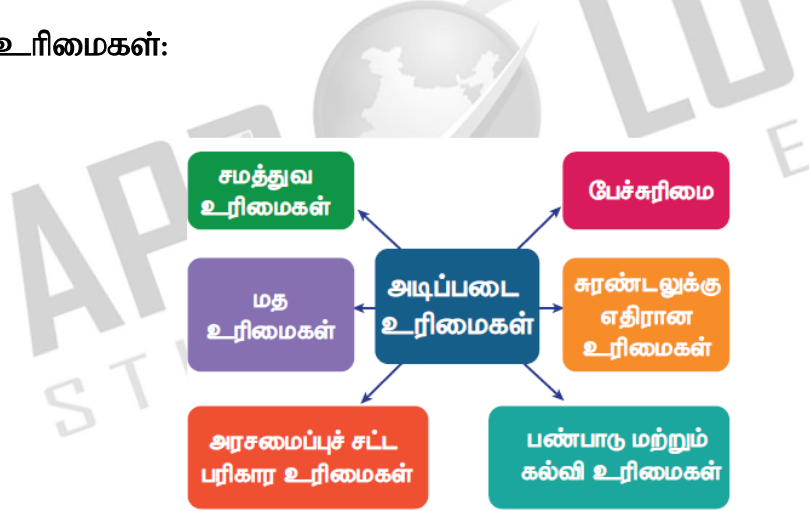 உரிமைகள்:
சமத்துவ
உரிமைகள்
பேச்சுரிமை
மத
உரிமைகள்
அடிப்படை
உரிமைகள்
சுரண்டலுக்கு
எதிரான
உரிமைகள்
அரசமைப்புச் சட்ட
பரிகார உரிமைகள்
பண்பாடு மற்றும்
கல்வி உரிமைகள்